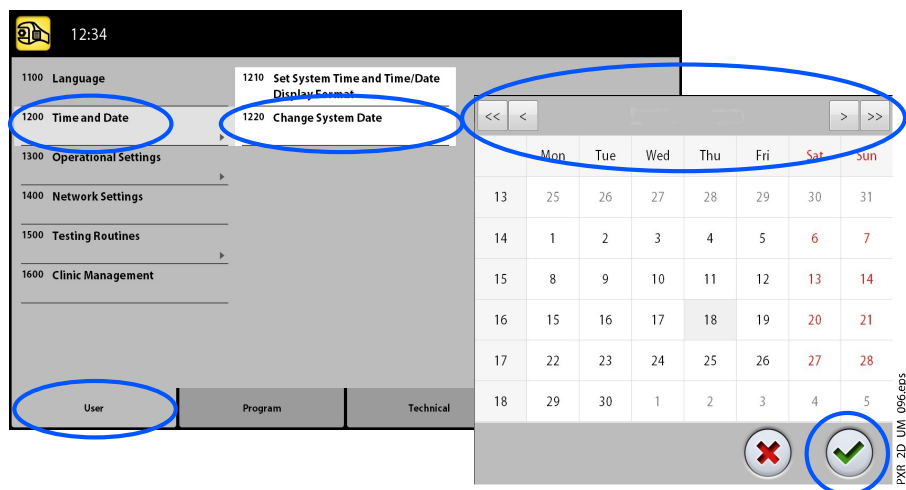 12:34
1100 Language
1200 Time and Date
1300 Operational Settings
1400 Network Settings
1500 Testing Routines
1600 Clinic Management
1210 Set System Time and Time/Date
Display Format
1220 Change System Date
User
Program
Technical
<< < > >>
Mon Tue Wed Thu Fri Sat Sun
13 25 26 27 28 29 30 31
14 1 2 3 4 5 6 7
15 8 9 10 11 12 13 14
16 15 16 17 18 19 20 21
17 22 23 24 25 26 27 28
18 29 30 1 2 3 4 5
PXR_2D_UM_096.eps